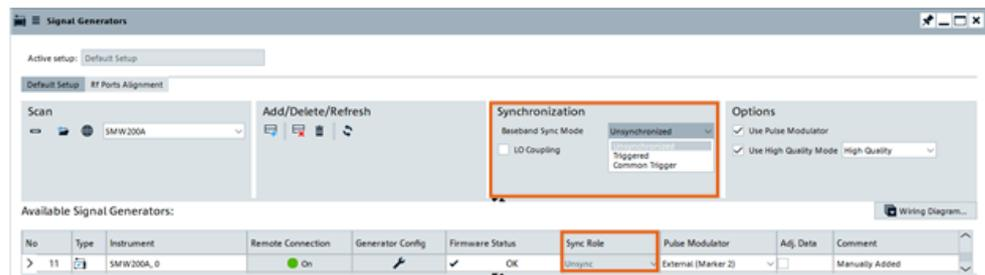 Signal Generators
Active setup: Default Setup
Default Setup Rf Ports Alignment
Scan
SMW200A
Add/Delete/Refresh
Synchronization
Baseband Sync Mode Unsynchronized
Unsynchronized
Triggered
Common Trigger
LO Coupling
Options
Use Pulse Modulator
Use High Quality Mode High Quality
Available Signal Generators:
Wiring Diagram...
No Type Instrument Remote Connection Generator Config Firmware Status Sync Role Pulse Modulator Adj. Data Comment
11 SMW200A, 0 On OK Unsync External (Marker 2) Manually Added